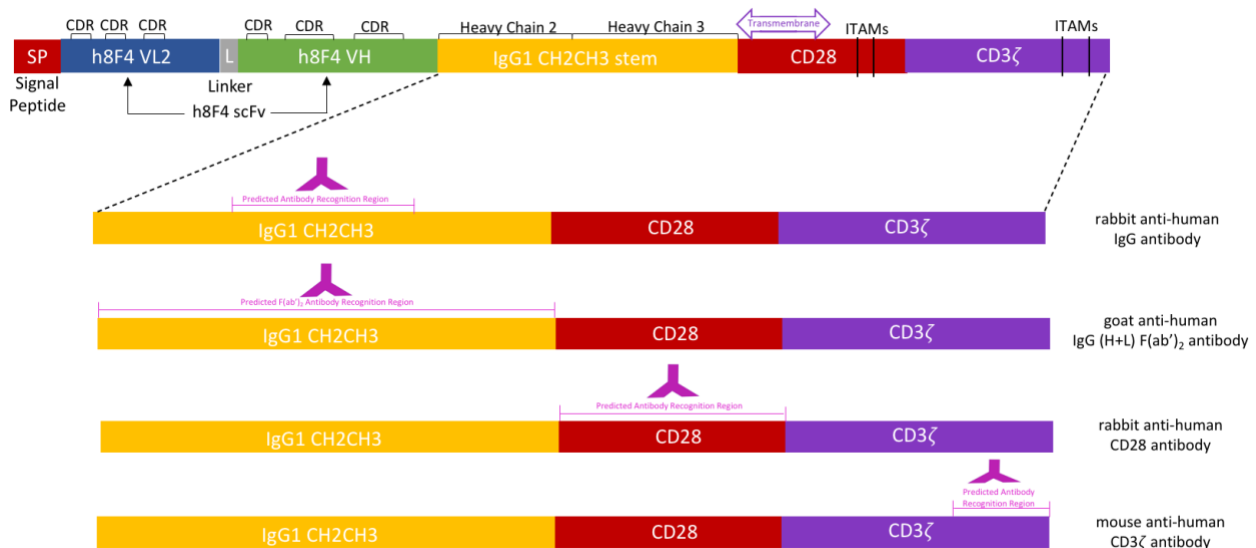 CDR CDR CDR CDR CDR CDR Heavy Chain 2 Heavy Chain 3 Transmembrane ITAMs ITAMs
SP h8F4 VL2 L h8F4 VH IgG1 CH2CH3 stem CD28 CD3ζ
Signal Peptide
Linker
h8F4 scFv
Predicted Antibody Recognition Region
IgG1 CH2CH3 CD28 CD3ζ
rabbit anti-human
IgG antibody
Predicted F(ab')₂ Antibody Recognition Region
IgG1 CH2CH3 CD28 CD3ζ
goat anti-human
IgG (H+L) F(ab')₂ antibody
Predicted Antibody Recognition Region
IgG1 CH2CH3 CD28 CD3ζ
rabbit anti-human
CD28 antibody
Predicted Antibody
Recognition Region
IgG1 CH2CH3 CD28 CD3ζ
mouse anti-human
CD3ζ antibody